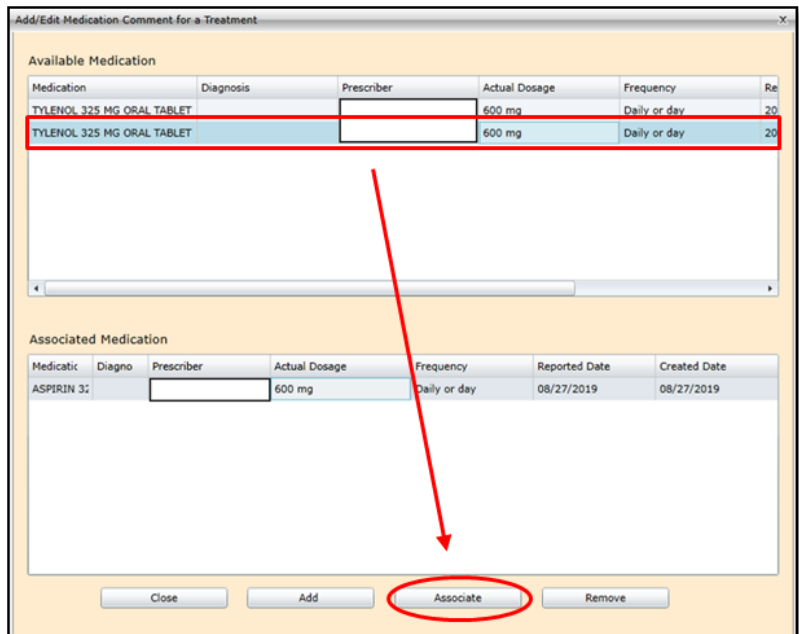 Add/Edit Medication Comment for a Treatment X
Available Medication
Medication Diagnosis Prescriber Actual Dosage Frequency Re
TYLENOL 325 MG ORAL TABLET 600 mg Daily or day 20
TYLENOL 325 MG ORAL TABLET 600 mg Daily or day 20
Associated Medication
Medicatic Diagno Prescriber Actual Dosage Frequency Reported Date Created Date
ASPIRIN 32 600 mg Daily or day 08/27/2019 08/27/2019
Close Add Associate Remove